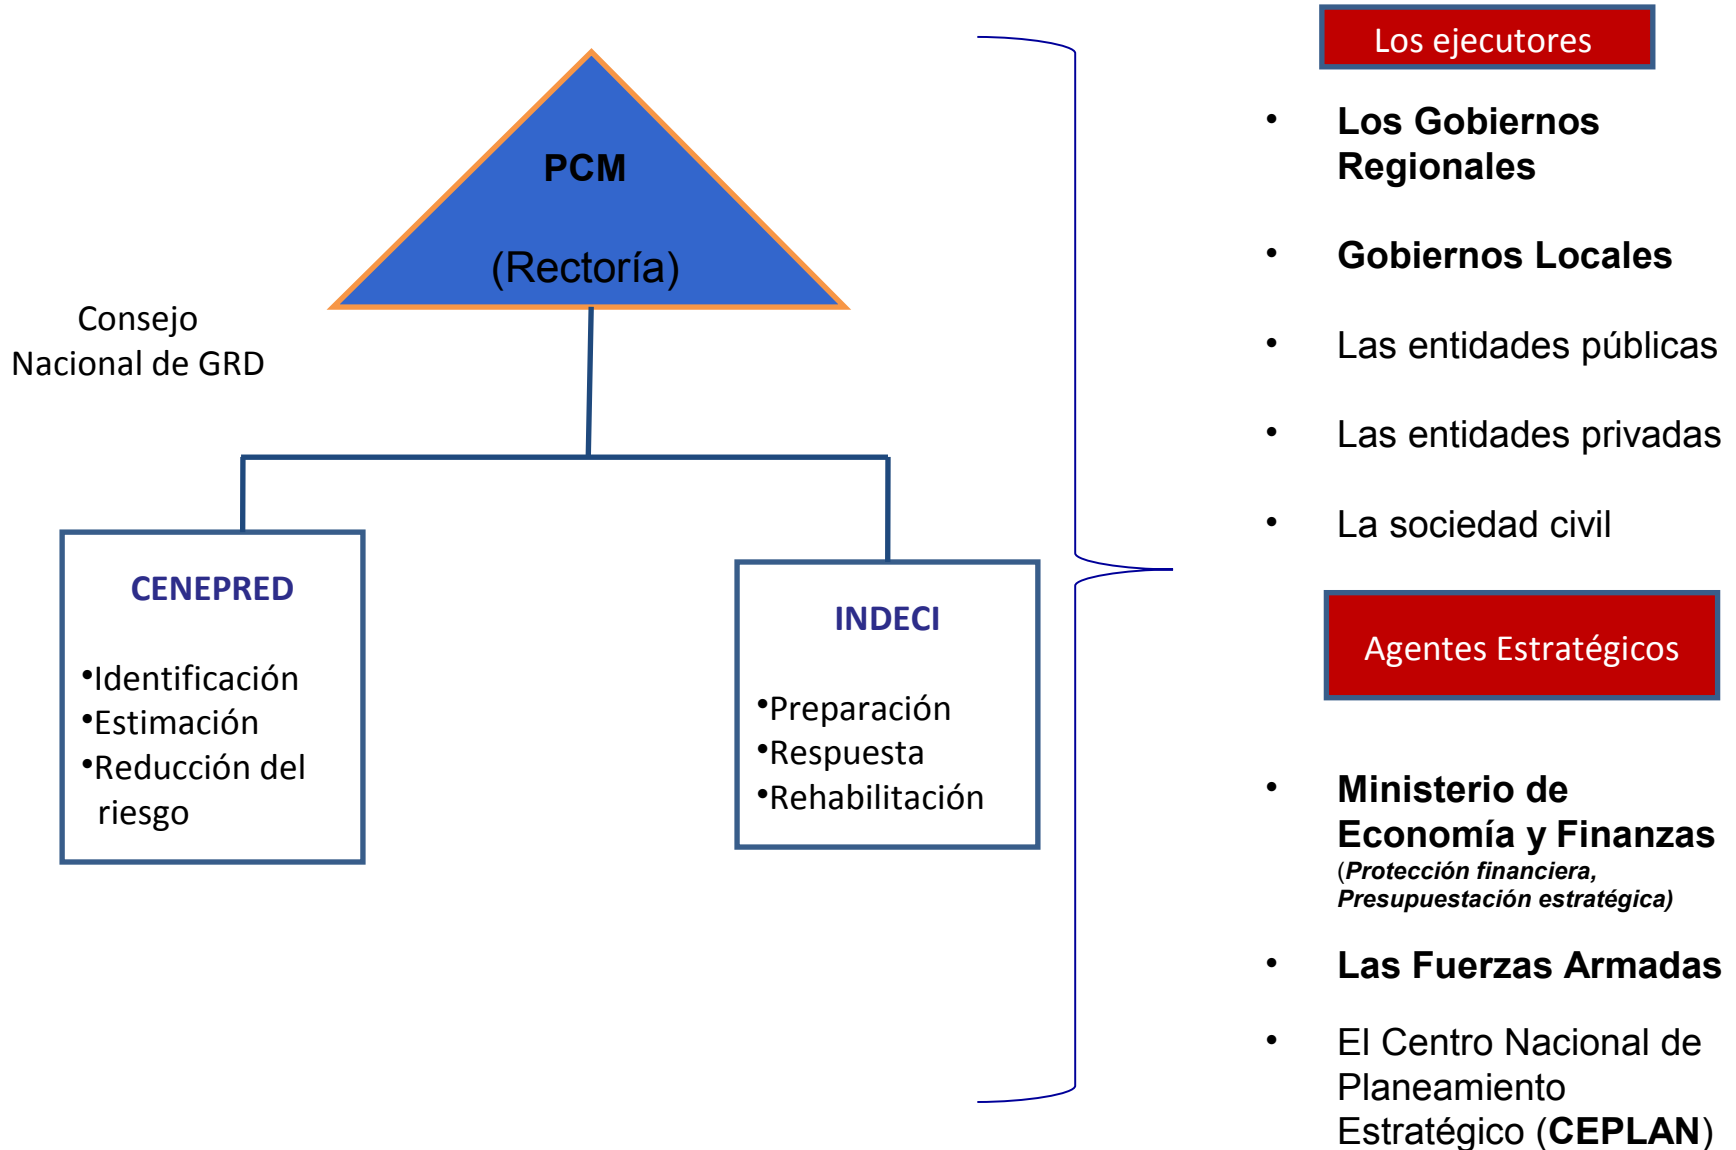 PCM
(Rectoría)
Consejo
Nacional de GRD
CENEPRED
•Identificación
•Estimación
•Reducción del
riesgo
INDECI
•Preparación
•Respuesta
•Rehabilitación
Los ejecutores
• Los Gobiernos
Regionales
• Gobiernos Locales
• Las entidades públicas
• Las entidades privadas
• La sociedad civil
Agentes Estratégicos
• Ministerio de
Economía y Finanzas
(Protección financiera,
Presupuestación estratégica)
• Las Fuerzas Armadas
• El Centro Nacional de
Planeamiento
Estratégico (CEPLAN)